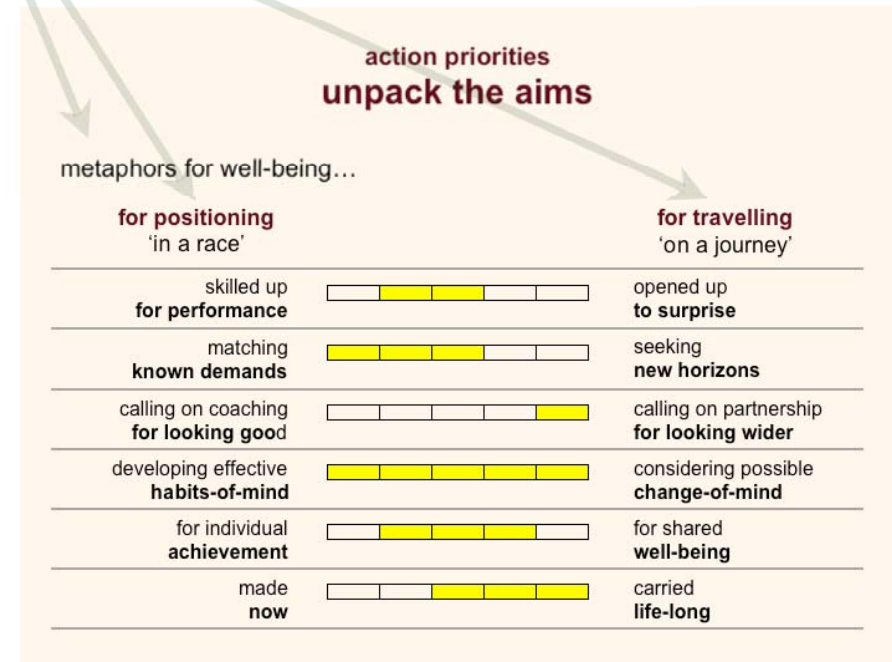 action priorities
unpack the aims
metaphors for well-being…
for positioning
‘in a race’
for travelling
‘on a journey’
skilled up
for performance
opened up
to surprise
matching
known demands
seeking
new horizons
calling on coaching
for looking good
calling on partnership
for looking wider
developing effective
habits-of-mind
considering possible
change-of-mind
for individual
achievement
for shared
well-being
made
now
carried
life-long